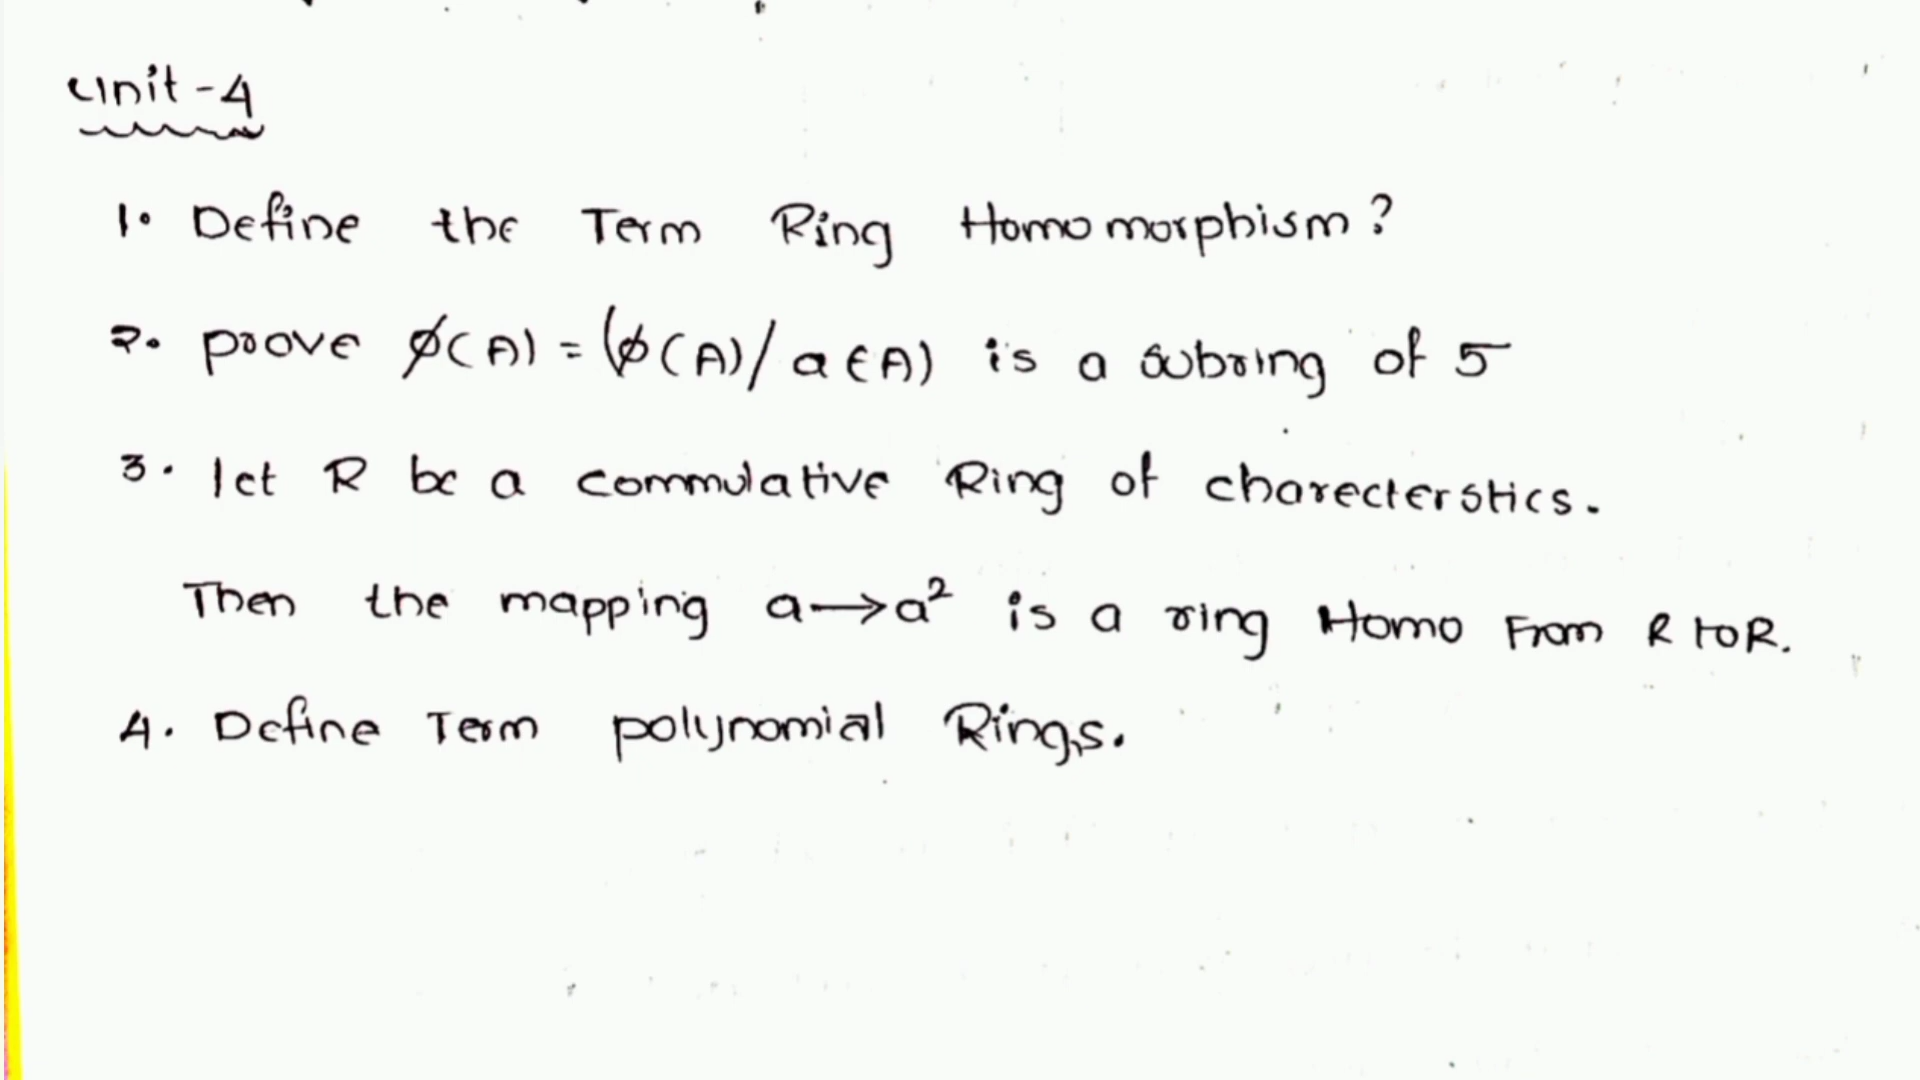 Unit-4
1. Define the Term Ring Homomorphism?
2. prove ϕ(A) = (ϕ(A)/a∈A) is a subring of 5
3. let R be a commulative Ring of charecterstics.
Then the mapping a→a² is a ring Homo From R to R.
4. Define Term polynomial Rings.